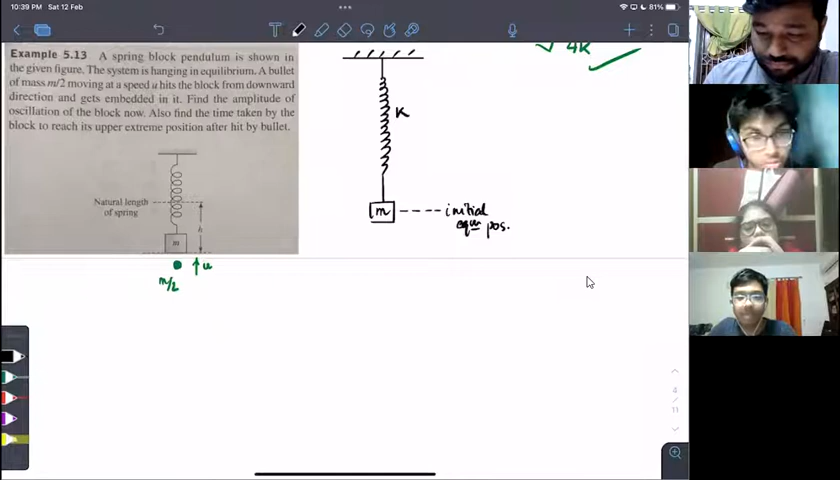 10:39 PM Sat 12 Feb
81%
Example 5.13 A spring block pendulum is shown in
the given figure. The system is hanging in equilibrium. A bullet
of mass m/2 moving at a speed u hits the block from downward
direction and gets embedded in it. Find the amplitude of
oscillation of the block now. Also find the time taken by the
block to reach its upper extreme position after hit by bullet.
Natural length
of spring
h
m
m/2
u
4K
K
m
initial
eqm pos.
4
11